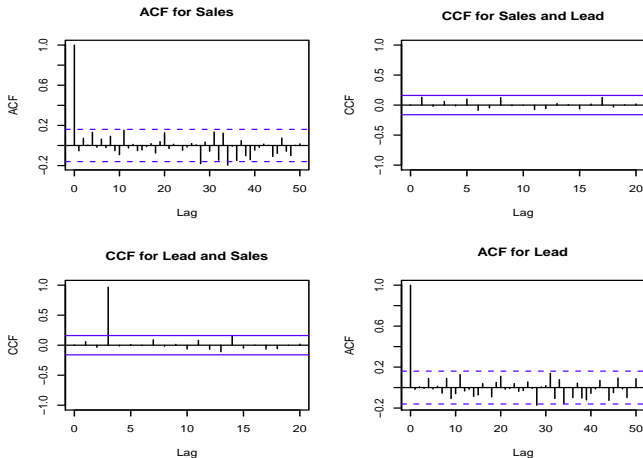 ACF for Sales
ACF
1.0
0.6
0.2
-0.2
0 10 20 30 40 50
Lag
CCF for Sales and Lead
CCF
1.0
0.5
0.0
-0.5
-1.0
0 5 10 15 20
Lag
CCF for Lead and Sales
CCF
1.0
0.5
0.0
-0.5
-1.0
0 5 10 15 20
Lag
ACF for Lead
ACF
1.0
0.6
0.2
-0.2
0 10 20 30 40 50
Lag